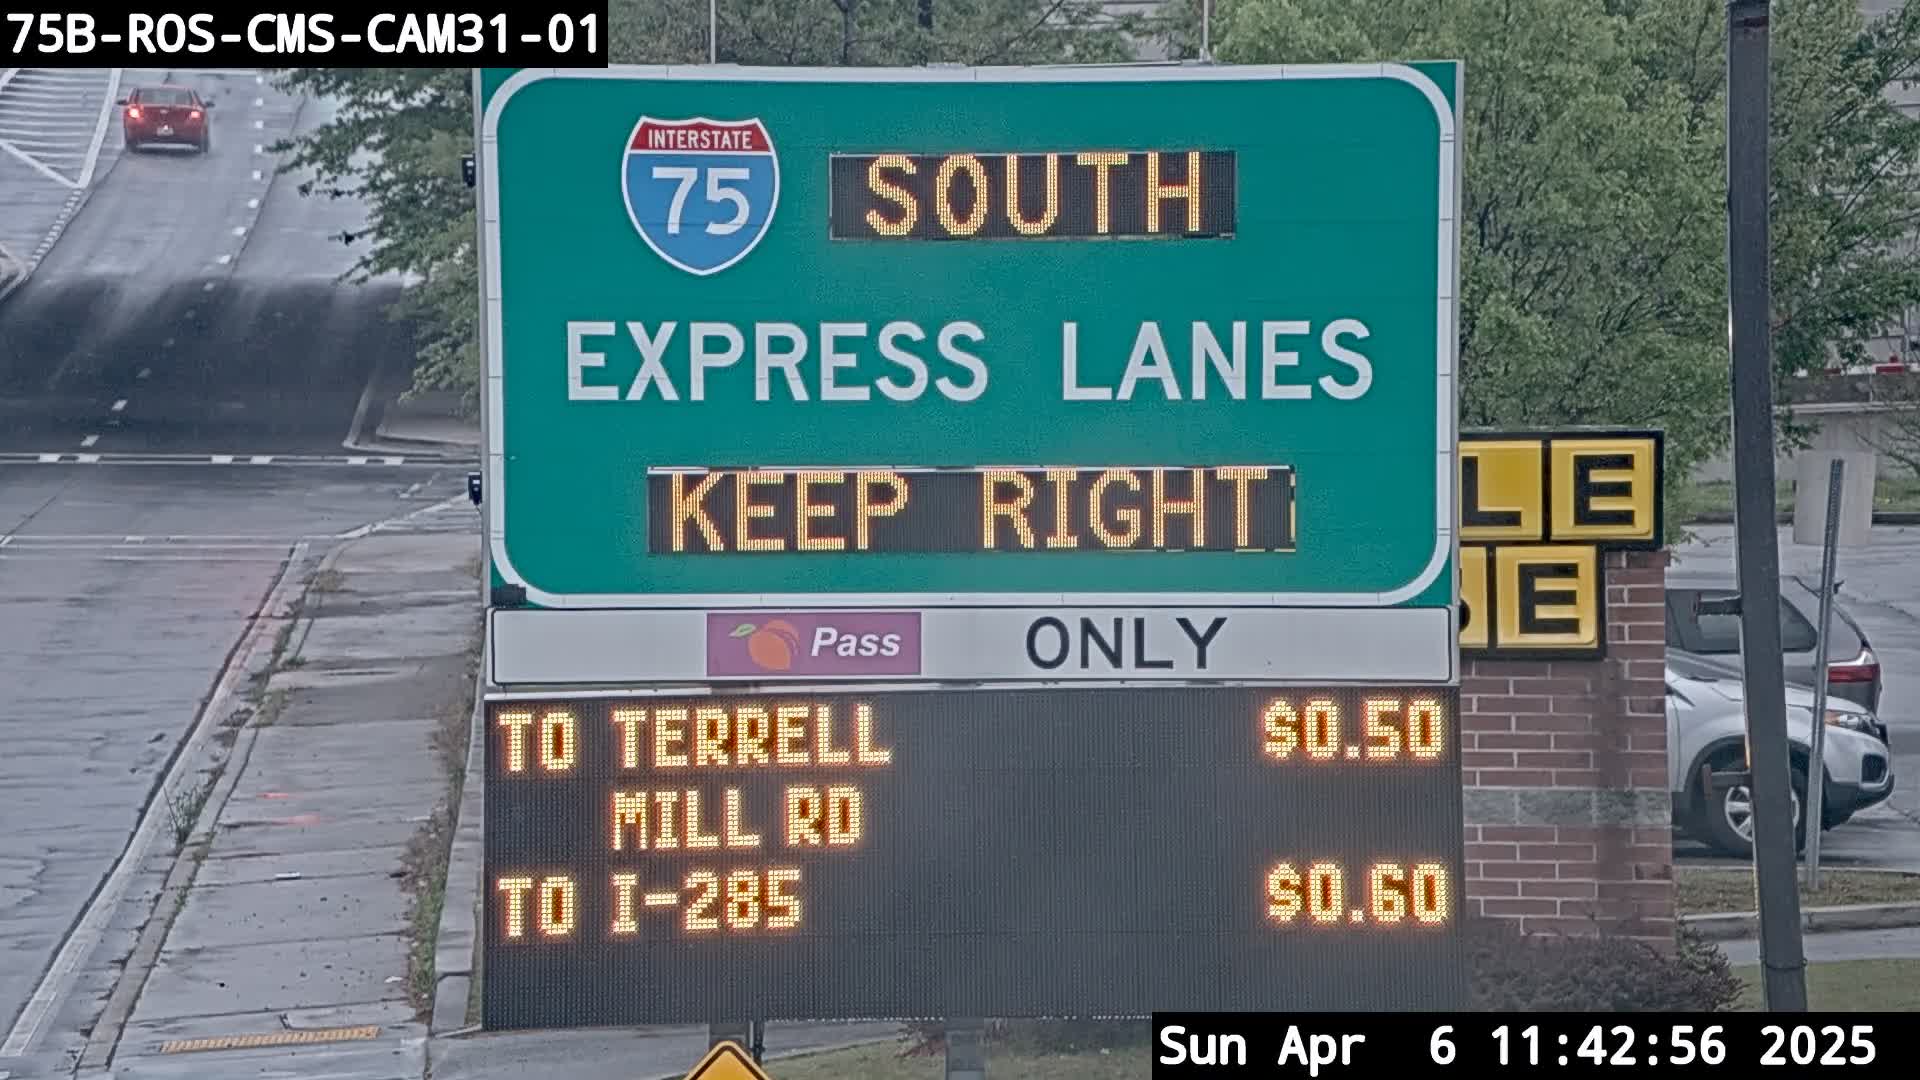 75B-ROS-CMS-CAM31-01
INTERSTATE
75
SOUTH
EXPRESS LANES
KEEP RIGHT
Pass ONLY
TO TERRELL $0.50
MILL RD
TO I-285 $0.60
LE
E
Sun Apr 6 11:42:56 2025